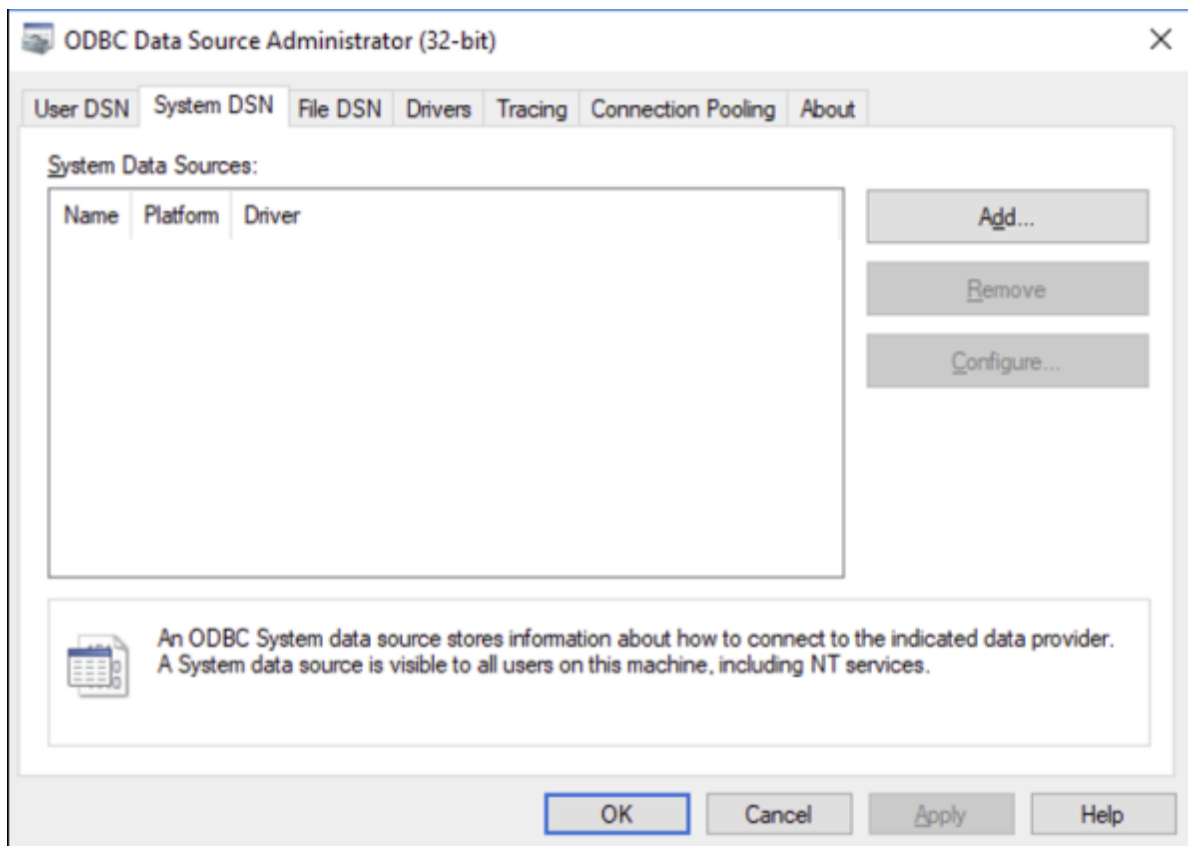 ODBC Data Source Administrator (32-bit)
User DSN System DSN File DSN Drivers Tracing Connection Pooling About
System Data Sources:
Name Platform Driver
Add...
Remove
Configure...
An ODBC System data source stores information about how to connect to the indicated data provider.
A System data source is visible to all users on this machine, including NT services.
OK Cancel Apply Help